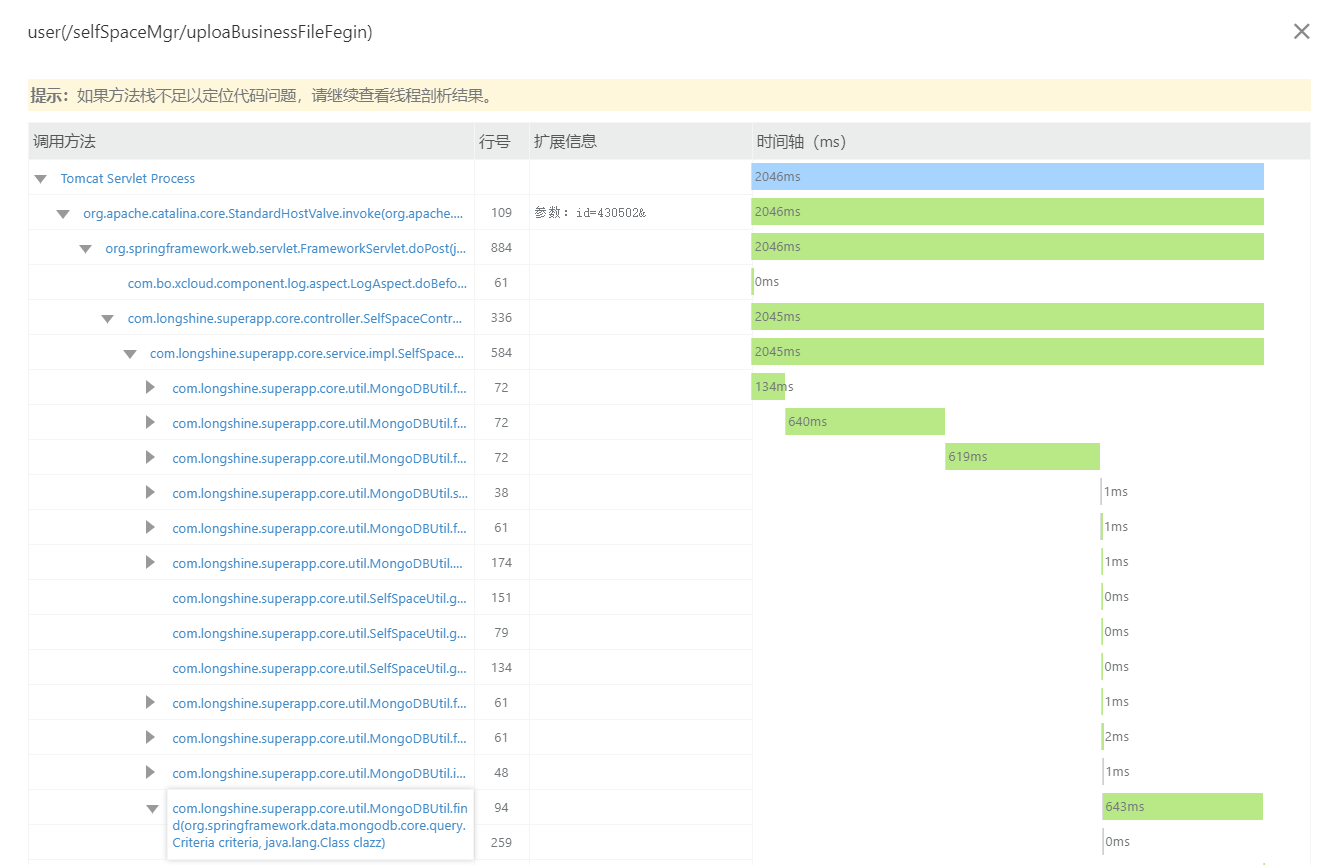 user(/selfSpaceMgr/uploaBusinessFileFegin)
提示：如果方法栈不足以定位代码问题，请继续查看线程剖析结果。
调用方法 行号 扩展信息 时间轴（ms）
Tomcat Servlet Process 2046ms
org.apache.catalina.core.StandardHostValve.invoke(org.apache.... 109 参数：id=430502& 2046ms
org.springframework.web.servlet.FrameworkServlet.doPost(j... 884 2046ms
com.bo.xcloud.component.log.aspect.LogAspect.doBefo... 61 0ms
com.longshine.superapp.core.controller.SelfSpaceContr... 336 2045ms
com.longshine.superapp.core.service.impl.SelfSpace... 584 2045ms
com.longshine.superapp.core.util.MongoDBUtil.f... 72 134ms
com.longshine.superapp.core.util.MongoDBUtil.f... 72 640ms
com.longshine.superapp.core.util.MongoDBUtil.f... 72 619ms
com.longshine.superapp.core.util.MongoDBUtil.s... 38 1ms
com.longshine.superapp.core.util.MongoDBUtil.f... 61 1ms
com.longshine.superapp.core.util.MongoDBUtil.... 174 1ms
com.longshine.superapp.core.util.SelfSpaceUtil.g... 151 0ms
com.longshine.superapp.core.util.SelfSpaceUtil.g... 79 0ms
com.longshine.superapp.core.util.SelfSpaceUtil.g... 134 0ms
com.longshine.superapp.core.util.MongoDBUtil.f... 61 1ms
com.longshine.superapp.core.util.MongoDBUtil.f... 61 2ms
com.longshine.superapp.core.util.MongoDBUtil.i... 48 1ms
com.longshine.superapp.core.util.MongoDBUtil.fin 94 643ms
d(org.springframework.data.mongodb.core.query.
Criteria criteria, java.lang.Class clazz) 259 0ms